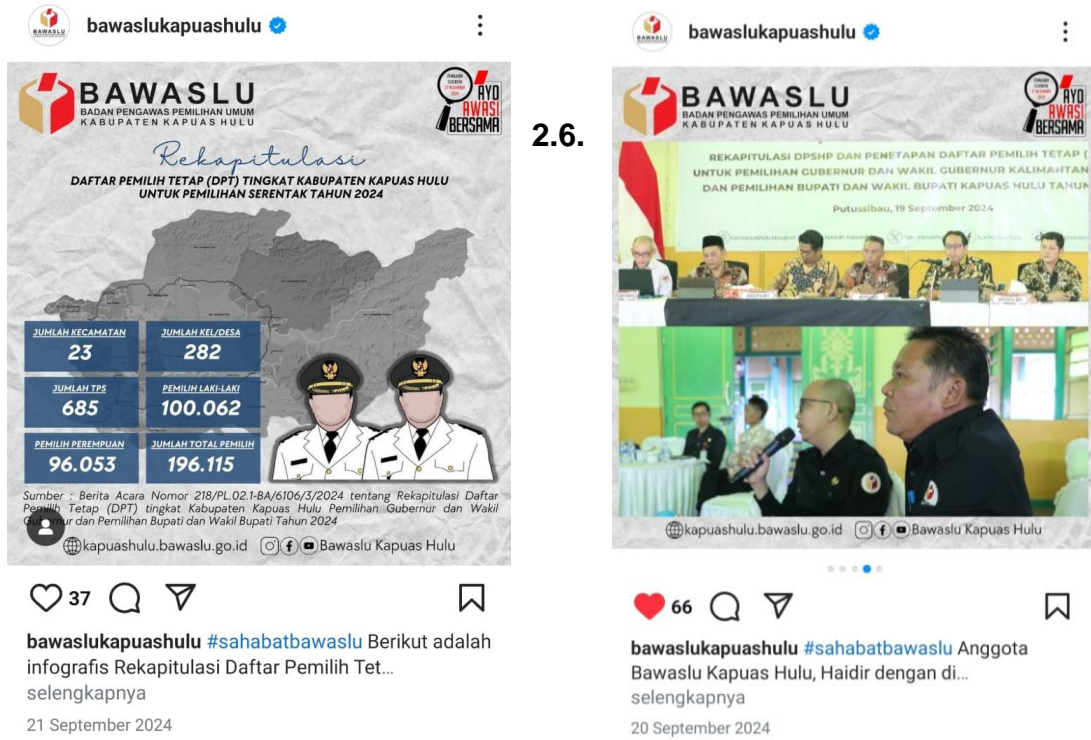 bawaslukapuashulu
BAWASLU
BAWASLU
BADAN PENGAWAS PEMILIHAN UMUM
KABUPATEN KAPUAS HULU
AYO
AWASI
BERSAMA
Rekapitulasi
DAFTAR PEMILIH TETAP (DPT) TINGKAT KABUPATEN KAPUAS HULU
UNTUK PEMILIHAN SERENTAK TAHUN 2024
JUMLAH KECAMATAN
23
JUMLAH KEL/DESA
282
JUMLAH TPS
685
PEMILIH LAKI-LAKI
100.062
PEMILIH PEREMPUAN
96.053
JUMLAH TOTAL PEMILIH
196.115
Sumber : Berita Acara Nomor 218/PL.02.1-BA/6106/3/2024 tentang Rekapitulasi Daftar
Pemilih Tetap (DPT) tingkat Kabupaten Kapuas Hulu Pemilihan Gubernur dan Wakil
Gubernur dan Pemilihan Bupati dan Wakil Bupati Tahun 2024
kapuashulu.bawaslu.go.id Bawaslu Kapuas Hulu
37
bawaslukapuashulu #sahabatbawaslu Berikut adalah
infografis Rekapitulasi Daftar Pemilih Tet...
selengkapnya
21 September 2024
2.6.
bawaslukapuashulu
BAWASLU
BAWASLU
BADAN PENGAWAS PEMILIHAN UMUM
KABUPATEN KAPUAS HULU
AYO
AWASI
BERSAMA
REKAPITULASI DPSHP DAN PENETAPAN DAFTAR PEMILIH TETAP (
UNTUK PEMILIHAN GUBERNUR DAN WAKIL GUBERNUR KALIMANTAN
DAN PEMILIHAN BUPATI DAN WAKIL BUPATI KAPUAS HULU TAHUN
Putussibau, 19 September 2024
kapuashulu.bawaslu.go.id Bawaslu Kapuas Hulu
66
bawaslukapuashulu #sahabatbawaslu Anggota
Bawaslu Kapuas Hulu, Haidir dengan di...
selengkapnya
20 September 2024